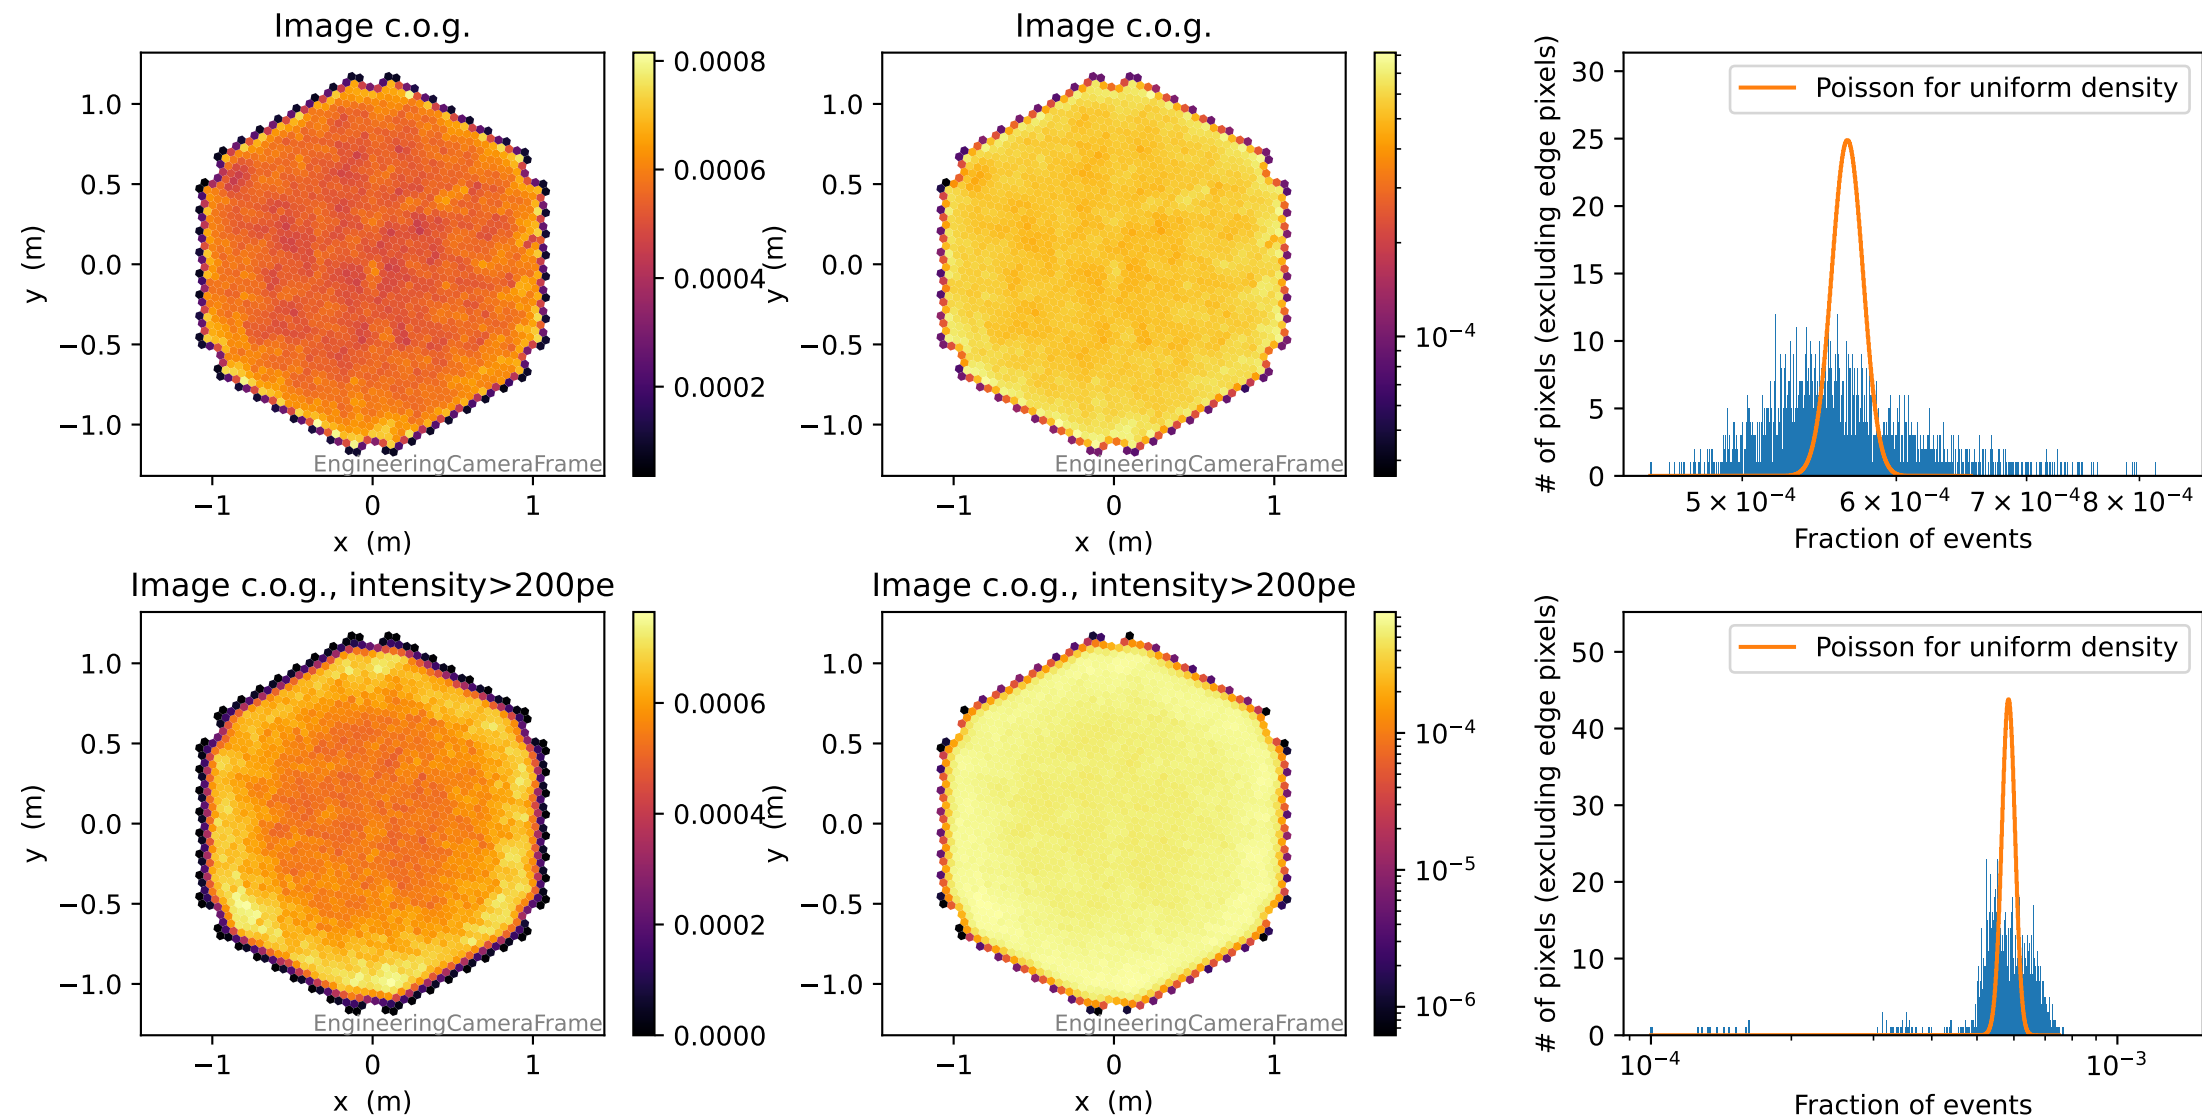 Image c.o.g.
1.0
0.5
0.0
−0.5
−1.0
y (m)
−1
0
1
x (m)
EngineeringCameraFrame
0.0008
0.0006
0.0004
0.0002
Image c.o.g.
1.0
0.5
0.0
−0.5
−1.0
y (m)
−1
0
1
x (m)
EngineeringCameraFrame
10⁻⁴
# of pixels (excluding edge pixels)
30
25
20
15
10
5
0
Poisson for uniform density
5 × 10⁻⁴
6 × 10⁻⁴
7 × 10⁻⁴
8 × 10⁻⁴
Fraction of events
Image c.o.g., intensity>200pe
1.0
0.5
0.0
−0.5
−1.0
y (m)
−1
0
1
x (m)
EngineeringCameraFrame
0.0006
0.0004
0.0002
0.0000
Image c.o.g., intensity>200pe
1.0
0.5
0.0
−0.5
−1.0
y (m)
−1
0
1
x (m)
EngineeringCameraFrame
10⁻⁴
10⁻⁵
10⁻⁶
# of pixels (excluding edge pixels)
50
40
30
20
10
0
Poisson for uniform density
10⁻⁴
10⁻³
Fraction of events